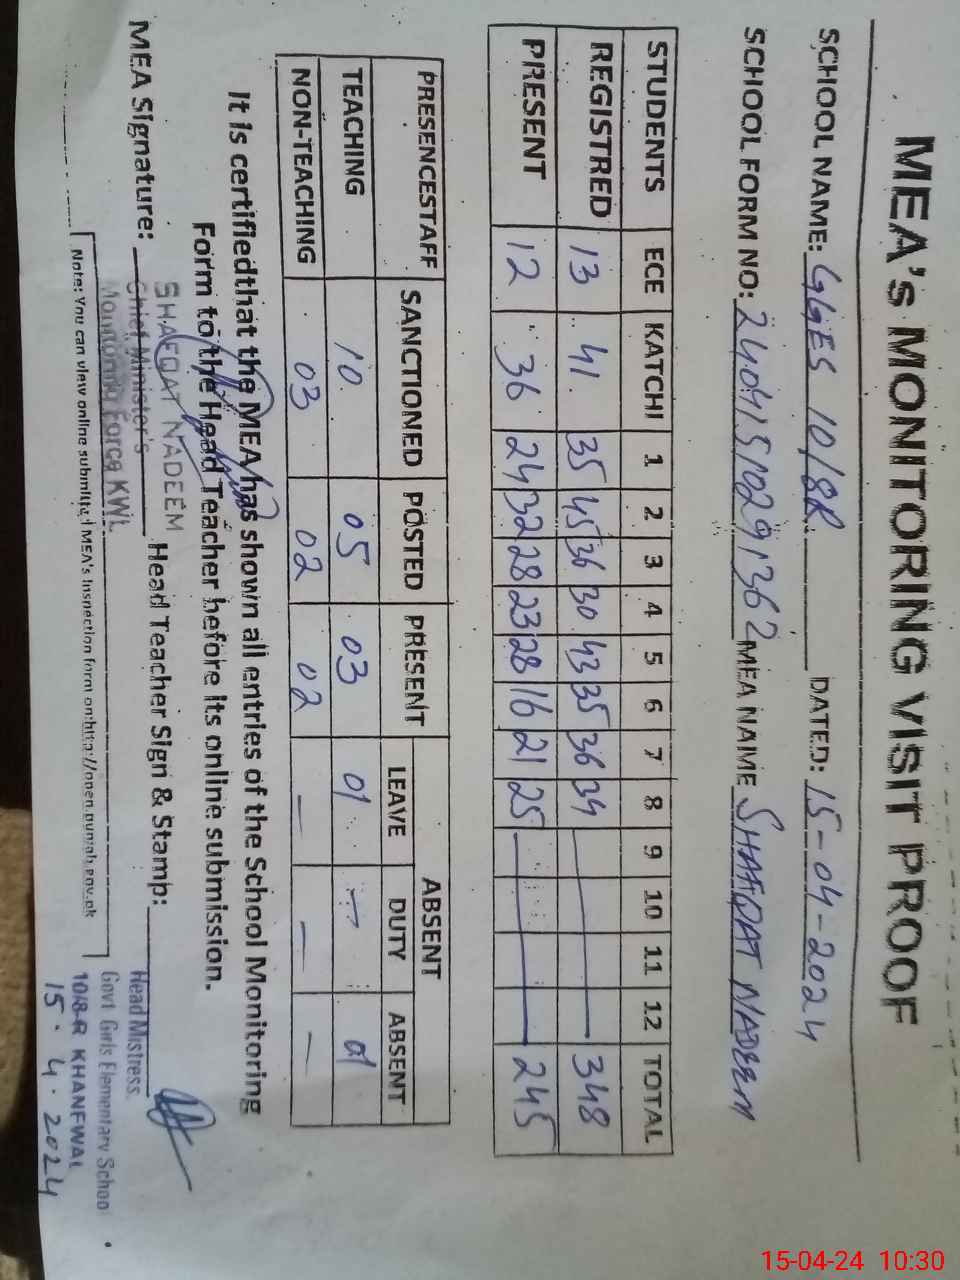 MEA's MONITORING VISIT PROOF
SCHOOL NAME: GGES 10/8R DATED: 15-04-2024
SCHOOL FORM NO: 24041510291362 MEA NAME SHAFQAT NADEEM
STUDENTS ECE KATCHI 1 2 3 4 5 6 7 8 9 10 11 12 TOTAL
REGISTRED 13 41 35 45 36 30 43 35 36 34 348
PRESENT 12 36 24 32 28 23 28 16 21 25 245
PRESENCESTAFF SANCTIONED POSTED PRESENT ABSENT
LEAVE DUTY ABSENT
TEACHING 10 05 03 01 — 01
NON-TEACHING 03 02 02 — — —
It is certifiedthat the MEA has shown all entries of the School Monitoring
Form to the Head Teacher before its online submission.
MEA Signature: Head Teacher Sign & Stamp:
SHAFQAT NADEEM
Chief Minister's
Monitoring Force KWL
Head Mistress
Govt Girls Elementary Schoo
10/8-R KHANEWAL
15.4.2024
Note: You can view online submitted MEA's Inspection form on:http://open.punjab.gov.pk
15-04-24 10:30